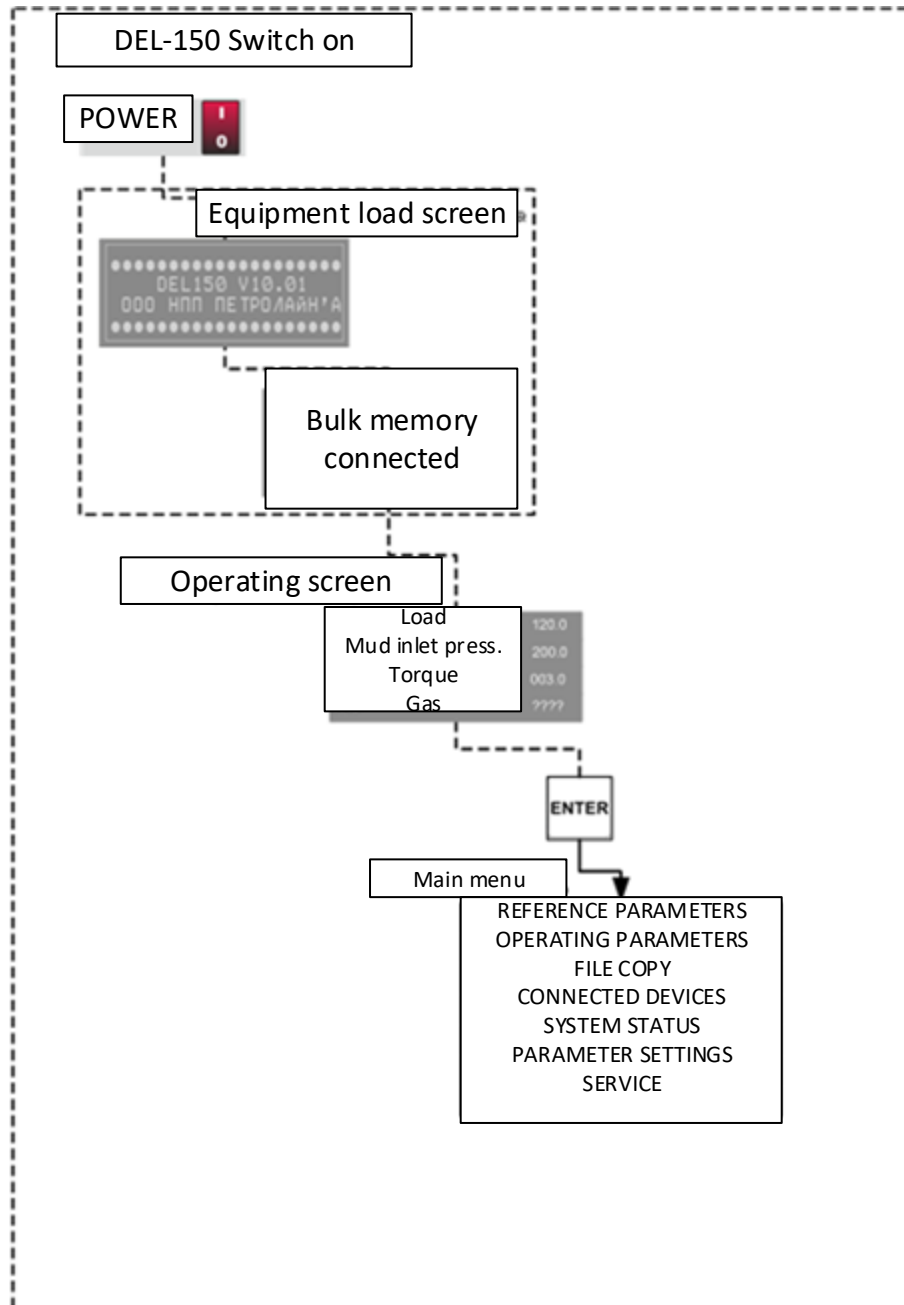 DEL-150 Switch on
POWER
I
0
Equipment load screen
DEL150 V10.01
ООО НПП ПЕТРОЛАЙН'А
Bulk memory
connected
Operating screen
Load 120.0
Mud inlet press. 200.0
Torque 003.0
Gas ????
ENTER
Main menu
REFERENCE PARAMETERS
OPERATING PARAMETERS
FILE COPY
CONNECTED DEVICES
SYSTEM STATUS
PARAMETER SETTINGS
SERVICE